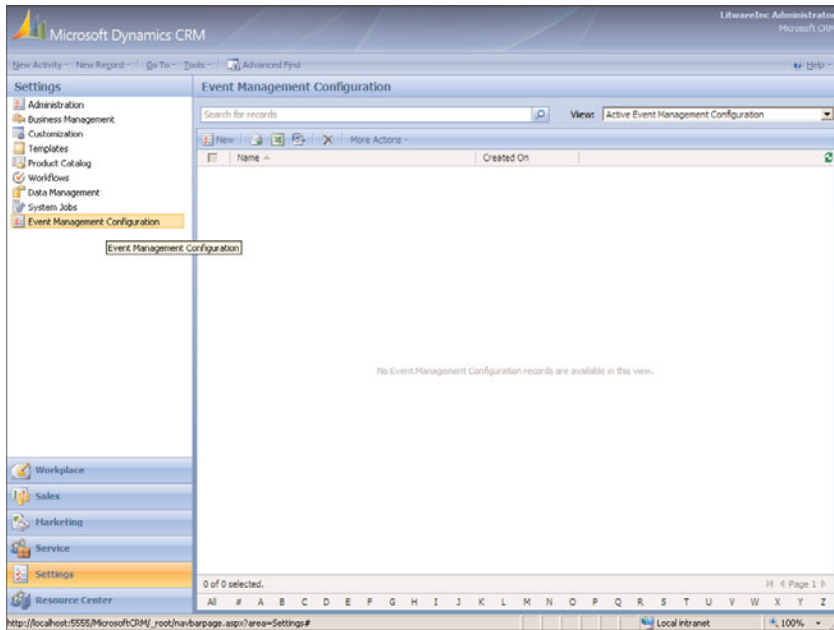 LitwareInc Administrator
Microsoft Dynamics CRM
Microsoft CRM
New Activity New Record Go To Tools Advanced Find Help
Settings
Event Management Configuration
Administration
Business Management
Customization
Templates
Product Catalog
Workflows
Data Management
System Jobs
Event Management Configuration
Event Management Configuration
Search for records
View: Active Event Management Configuration
New More Actions
Name Created On
No Event Management Configuration records are available in this view.
Workplace
Sales
Marketing
Service
Settings
Resource Center
0 of 0 selected. Page 1
All # A B C D E F G H I J K L M N O P Q R S T U V W X Y Z
http://localhost:5555/MicrosoftCRM/_root/navbarpage.aspx?area=Settings# Local intranet 100%